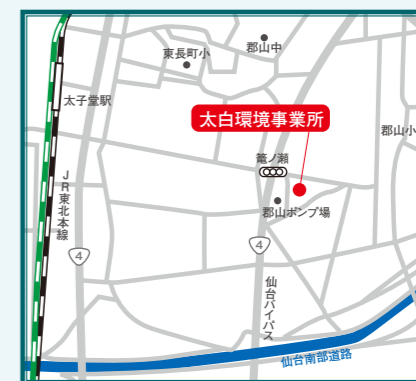 郡山中
東長町小
太子堂駅
太白環境事業所
郡山小
篭ノ瀬
JR東北本線
郡山ポンプ場
4
4
仙台バイパス
仙台南部道路